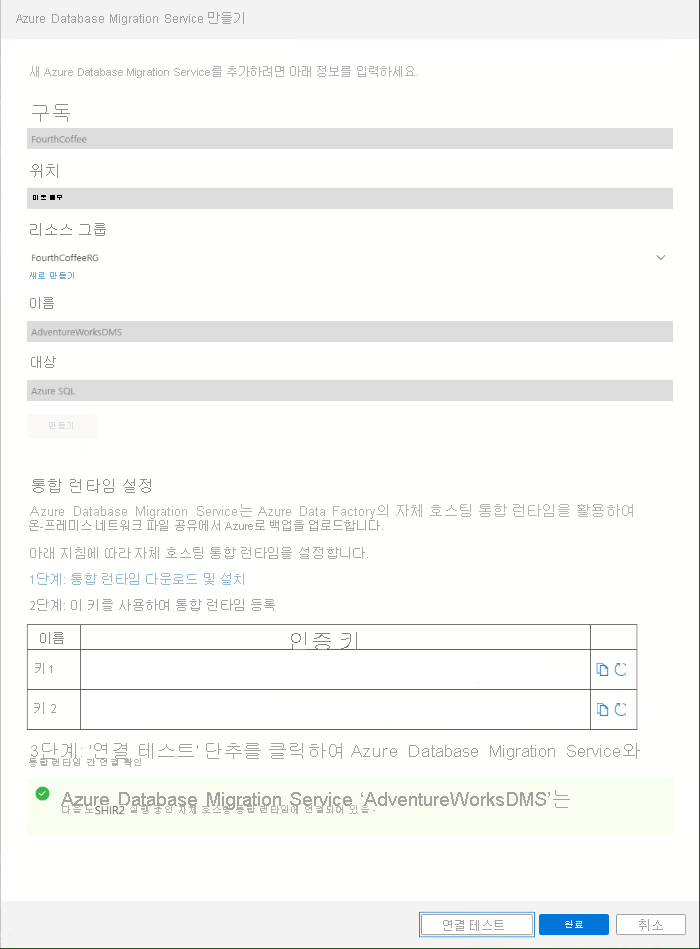 Azure Database Migration Service 만들기
새 Azure Database Migration Service를 추가하려면 아래 정보를 입력하세요.
구독
FourthCoffee
위치
미국 동부
리소스 그룹
FourthCoffeeRG
새로 만들기
이름
AdventureWorksDMS
대상
Azure SQL
만들기
통합 런타임 설정
Azure Database Migration Service는 Azure Data Factory의 자체 호스팅 통합 런타임을 활용하여
온-프레미스 네트워크 파일 공유에서 Azure로 백업을 업로드합니다.
아래 지침에 따라 자체 호스팅 통합 런타임을 설정합니다.
1단계: 통합 런타임 다운로드 및 설치
2단계: 이 키를 사용하여 통합 런타임 등록
이름 인증 키
키 1
키 2
3단계: '연결 테스트' 단추를 클릭하여 Azure Database Migration Service와
통합 런타임 간 연결 확인
Azure Database Migration Service ‘AdventureWorksDMS’는
다음 노SHIR2 실행 중인 자체 호스팅 통합 런타임에 연결되어 있음 -
연결 테스트 완료 취소